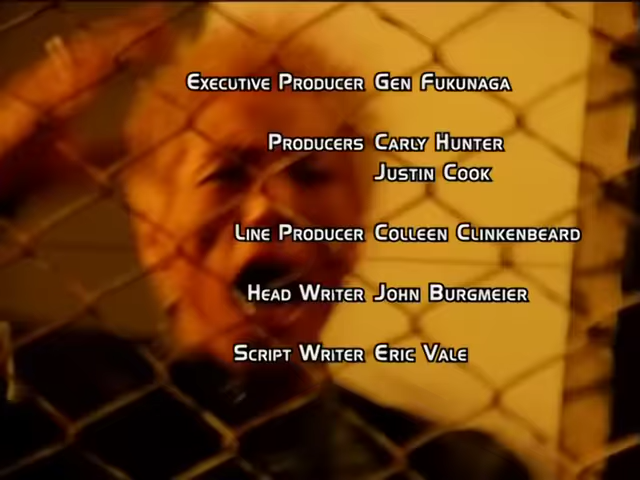 Executive Producer Gen Fukunaga
Producers Carly Hunter
Justin Cook
Line Producer Colleen Clinkenbeard
Head Writer John Burgmeier
Script Writer Eric Vale